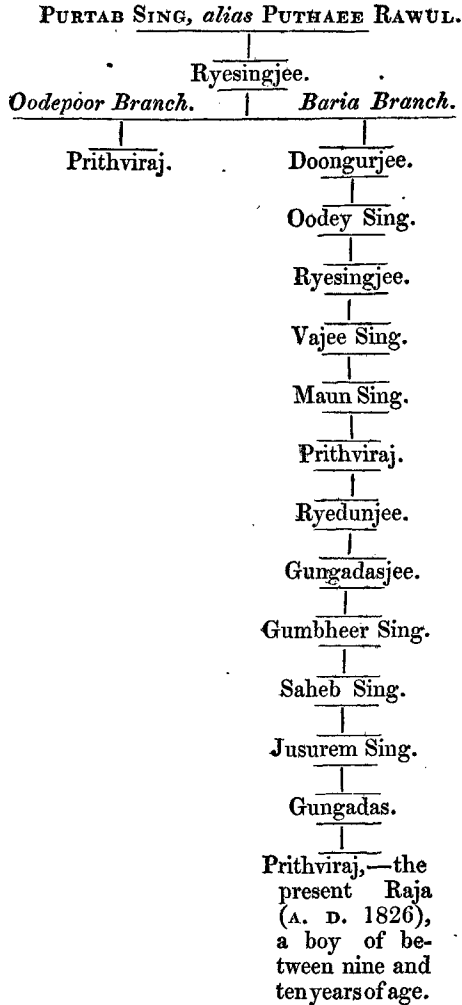 PURTAB SING, alias PUTHAEE RAWUL.
Ryesingjee.
Oodepoor Branch. Baria Branch.
Prithviraj. Doongurjee.
Oodey Sing.
Ryesingjee.
Vajee Sing.
Maun Sing.
Prithviraj.
Ryedunjee.
Gungadasjee.
Gumbheer Sing.
Saheb Sing.
Jusurem Sing.
Gungadas.
Prithviraj,—the
present Raja
(A. D. 1826),
a boy of be-
tween nine and
ten years of age.